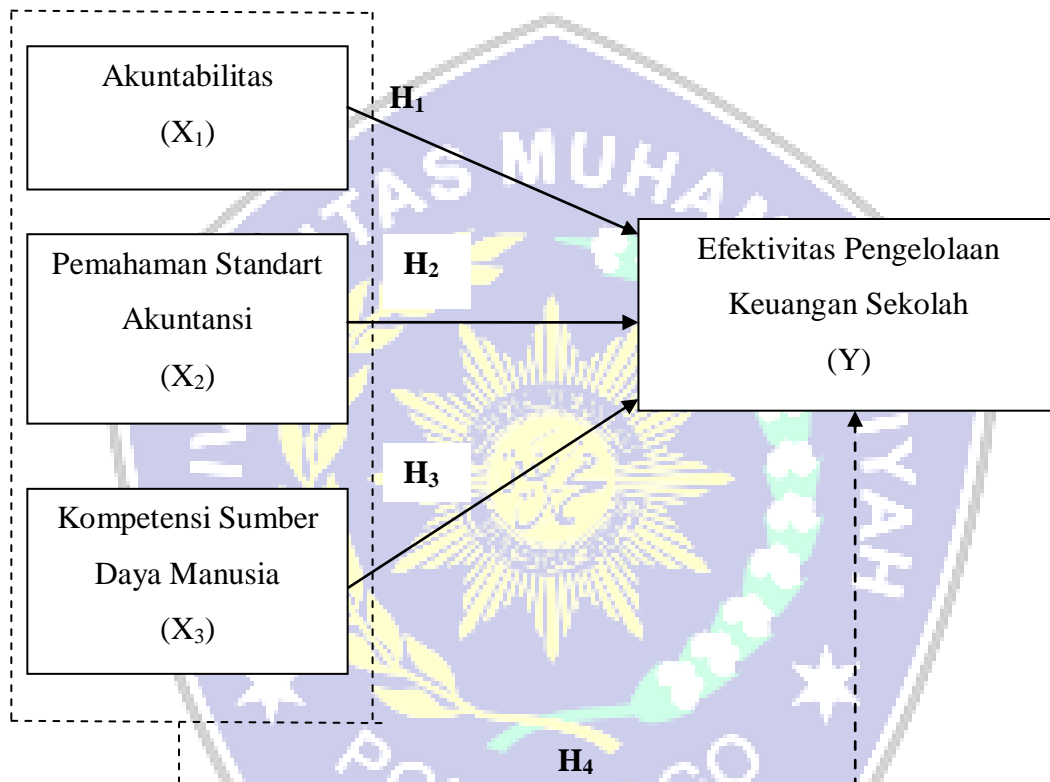 Akuntabilitas
(X₁)
H₁
Pemahaman Standart
Akuntansi
(X₂)
H₂
Efektivitas Pengelolaan
Keuangan Sekolah
(Y)
H₃
Kompetensi Sumber
Daya Manusia
(X₃)
H₄